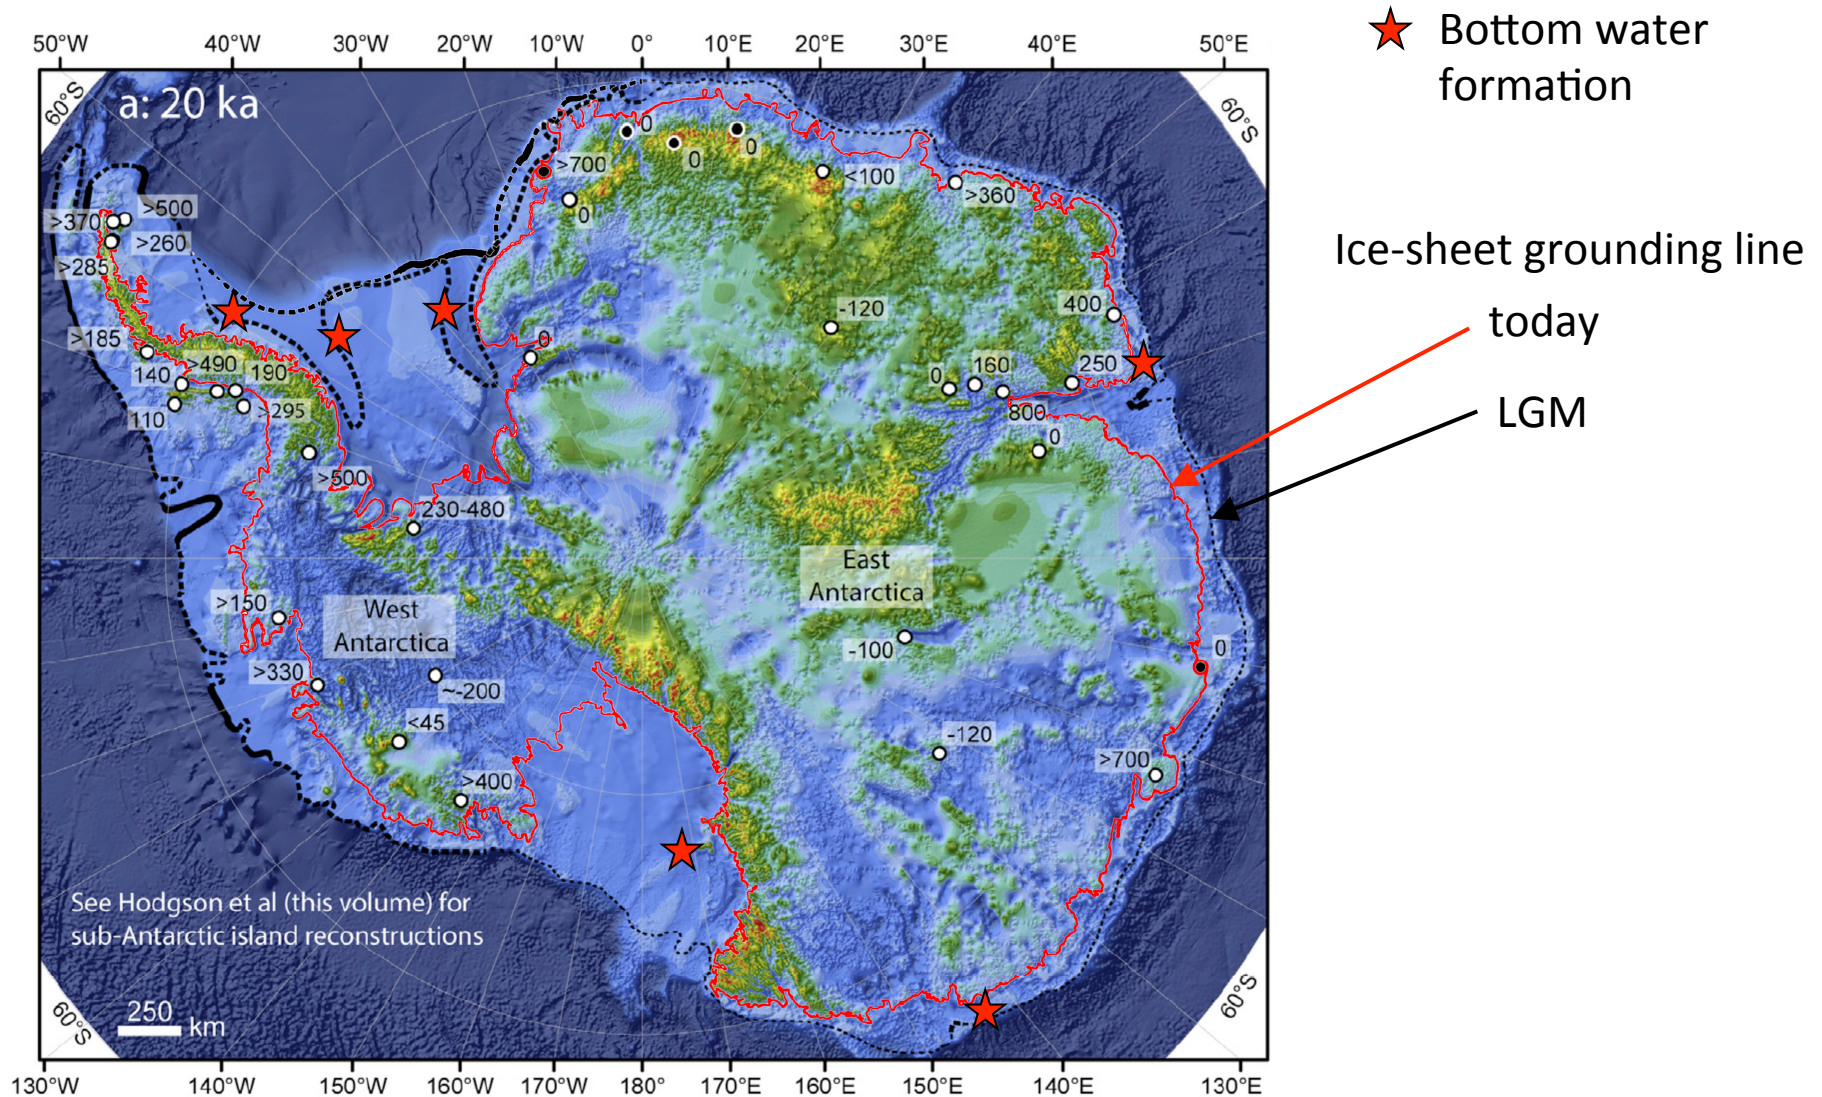 50°W
40°W
30°W
20°W
10°W
0°
10°E
20°E
30°E
40°E
50°E
60°S
60°S
a: 20 ka
0
0
0
>700
0
<100
>360
>500
>370
>260
>285
>185
140
110
>490
190
>295
>500
0
-120
400
250
160
0
800
0
230-480
East
Antarctica
West
Antarctica
>150
>330
~-200
<45
>400
-100
-120
0
>700
See Hodgson et al (this volume) for
sub-Antarctic island reconstructions
250
km
60°S
60°S
130°W
140°W
150°W
160°W
170°W
180°
170°E
160°E
150°E
140°E
130°E
Bottom water
formation
Ice-sheet grounding line
today
LGM